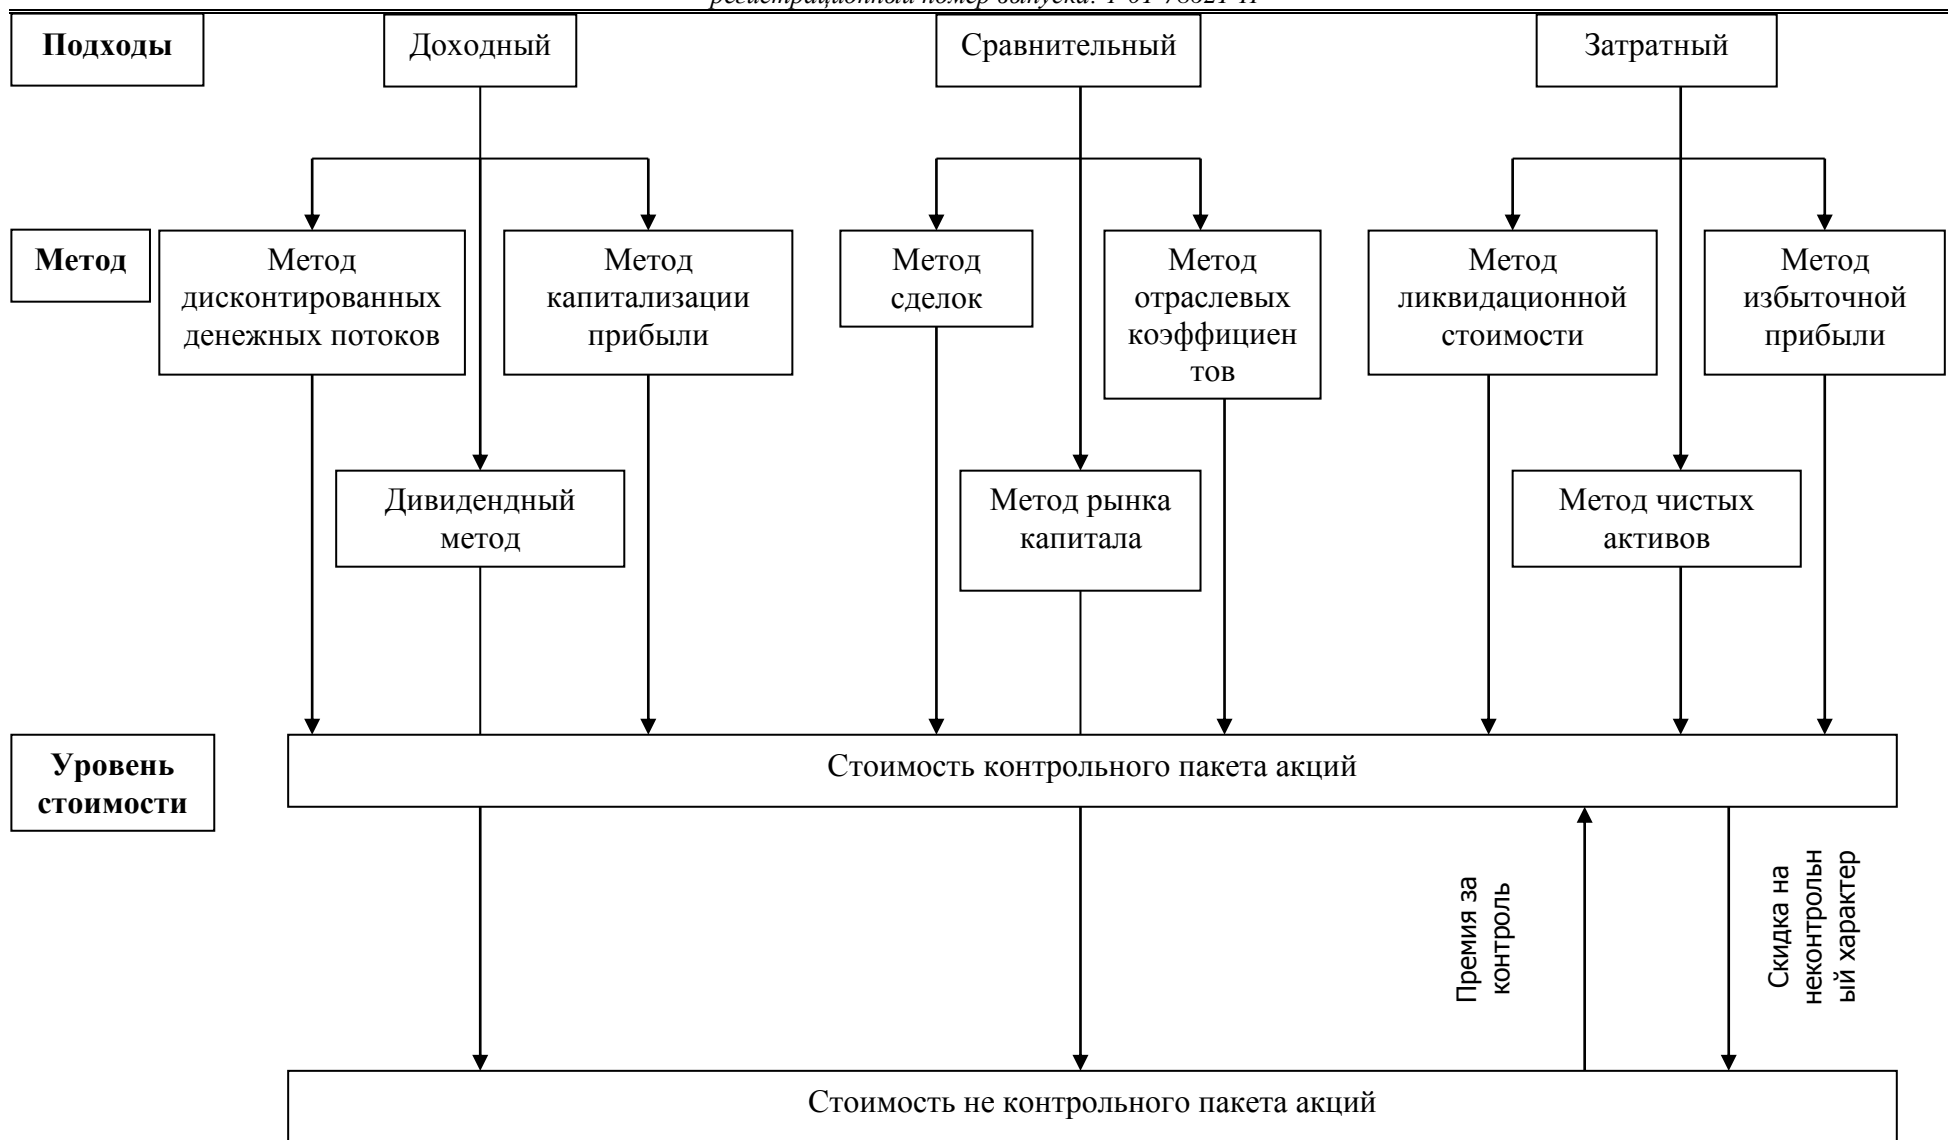 Подходы
Доходный
Сравнительный
Затратный
Метод
Метод
дисконтированных
денежных потоков
Метод
капитализации
прибыли
Метод
сделок
Метод
отраслевых
коэффициен
тов
Метод
ликвидационной
стоимости
Метод
избыточной
прибыли
Дивидендный
метод
Метод рынка
капитала
Метод чистых
активов
Уровень
стоимости
Стоимость контрольного пакета акций
Премия за
контроль
Скидка на
неконтрольн
ый характер
Стоимость не контрольного пакета акций